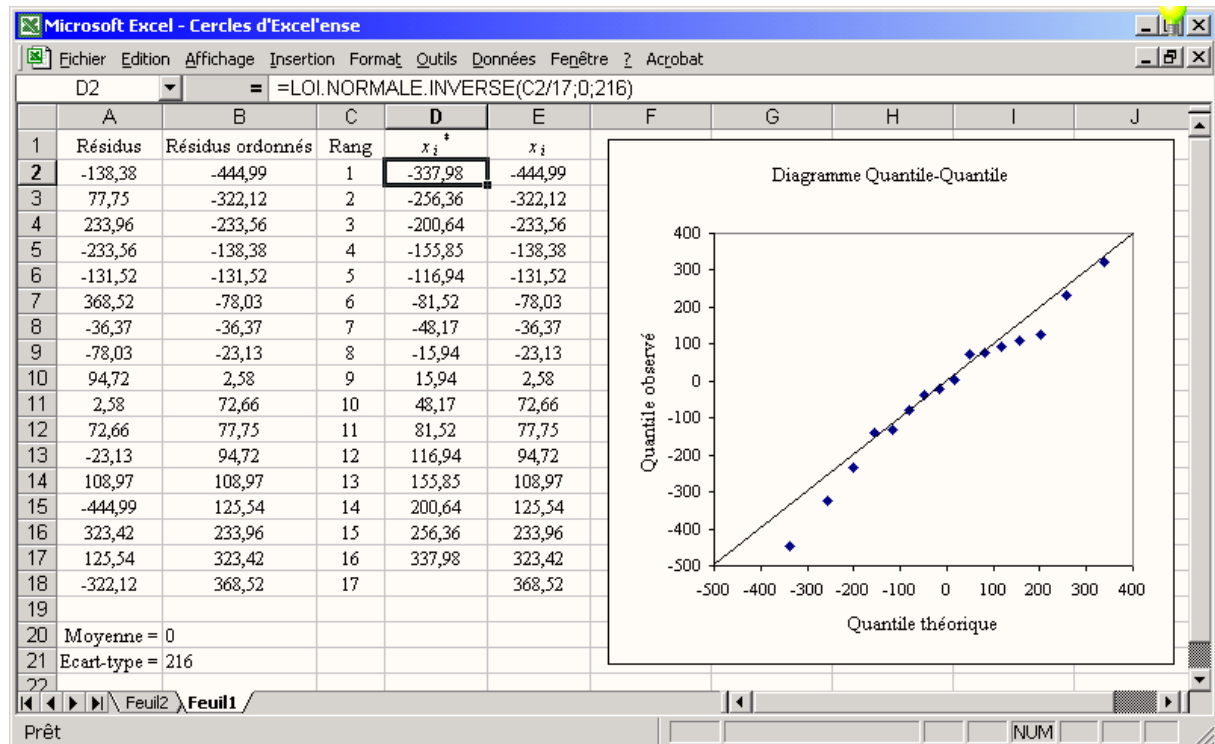 Microsoft Excel - Cercles d'Excel'ense
Fichier Edition Affichage Insertion Format Outils Données Fenêtre ? Acrobat
D2 = =LOI.NORMALE.INVERSE(C2/17;0;216)
A B C D E F G H I J
1 Résidus Résidus ordonnés Rang x i * x i
2 -138,38 -444,99 1 -337,98 -444,99
3 77,75 -322,12 2 -256,36 -322,12
4 233,96 -233,56 3 -200,64 -233,56
5 -233,56 -138,38 4 -155,85 -138,38
6 -131,52 -131,52 5 -116,94 -131,52
7 368,52 -78,03 6 -81,52 -78,03
8 -36,37 -36,37 7 -48,17 -36,37
9 -78,03 -23,13 8 -15,94 -23,13
10 94,72 2,58 9 15,94 2,58
11 2,58 72,66 10 48,17 72,66
12 72,66 77,75 11 81,52 77,75
13 -23,13 94,72 12 116,94 94,72
14 108,97 108,97 13 155,85 108,97
15 -444,99 125,54 14 200,64 125,54
16 323,42 233,96 15 256,36 233,96
17 125,54 323,42 16 337,98 323,42
18 -322,12 368,52 17 368,52
19
20 Moyenne = 0
21 Ecart-type = 216
22
Diagramme Quantile-Quantile
400
300
200
100
0
-100
-200
-300
-400
-500
Quantile observé
-500 -400 -300 -200 -100 0 100 200 300 400
Quantile théorique
Feuil2 Feuil1
Prêt NUM